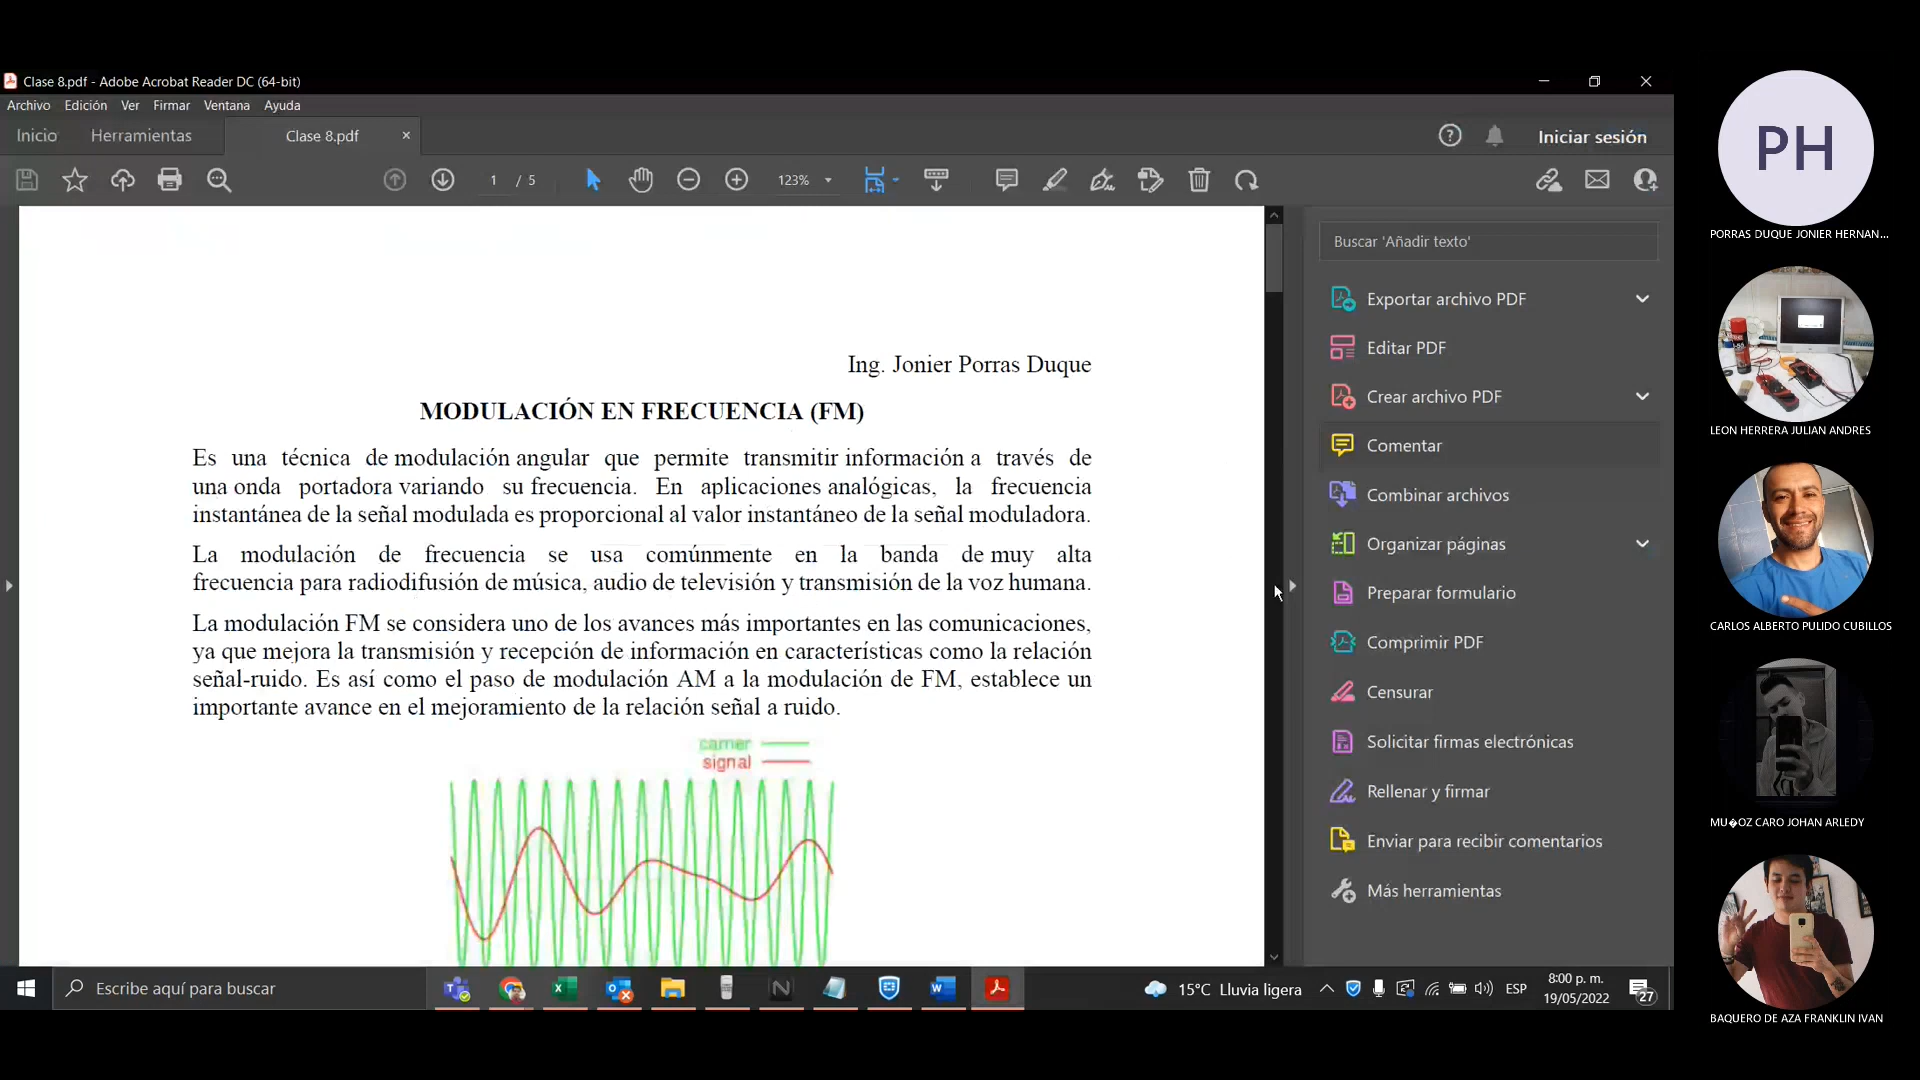 Clase 8.pdf - Adobe Acrobat Reader DC (64-bit)
Archivo Edición Ver Firmar Ventana Ayuda
Inicio Herramientas Clase 8.pdf × Iniciar sesión
1 / 5 123%
Ing. Jonier Porras Duque
MODULACIÓN EN FRECUENCIA (FM)
Es una técnica de modulación angular que permite transmitir información a través de
una onda portadora variando su frecuencia. En aplicaciones analógicas, la frecuencia
instantánea de la señal modulada es proporcional al valor instantáneo de la señal moduladora.
La modulación de frecuencia se usa comúnmente en la banda de muy alta
frecuencia para radiodifusión de música, audio de televisión y transmisión de la voz humana.
La modulación FM se considera uno de los avances más importantes en las comunicaciones,
ya que mejora la transmisión y recepción de información en características como la relación
señal-ruido. Es así como el paso de modulación AM a la modulación de FM, establece un
importante avance en el mejoramiento de la relación señal a ruido.
carrier
signal
Buscar 'Añadir texto'
Exportar archivo PDF
Editar PDF
Crear archivo PDF
Comentar
Combinar archivos
Organizar páginas
Preparar formulario
Comprimir PDF
Censurar
Solicitar firmas electrónicas
Rellenar y firmar
Enviar para recibir comentarios
Más herramientas
Escribe aquí para buscar
15°C Lluvia ligera
ESP
8:00 p. m.
19/05/2022
27
PH
PORRAS DUQUE JONIER HERNAN...
LEON HERRERA JULIAN ANDRES
CARLOS ALBERTO PULIDO CUBILLOS
MU�OZ CARO JOHAN ARLEDY
BAQUERO DE AZA FRANKLIN IVAN